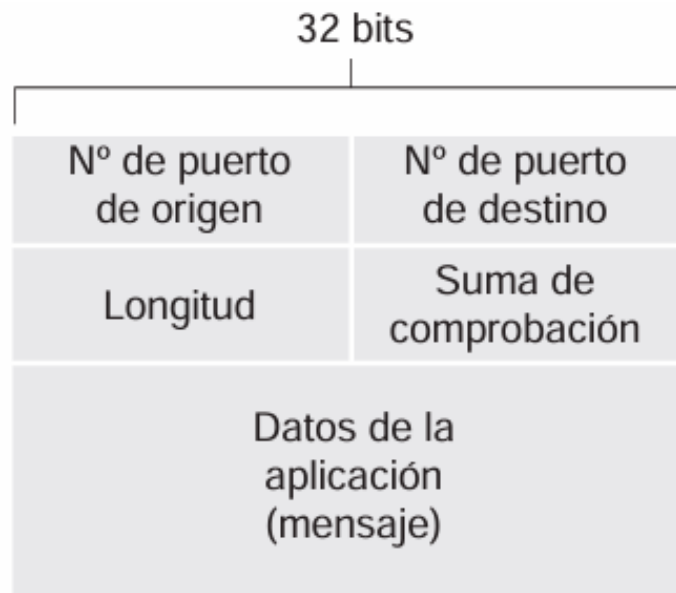 32 bits
Nº de puerto
de origen
Nº de puerto
de destino
Longitud
Suma de
comprobación
Datos de la
aplicación
(mensaje)